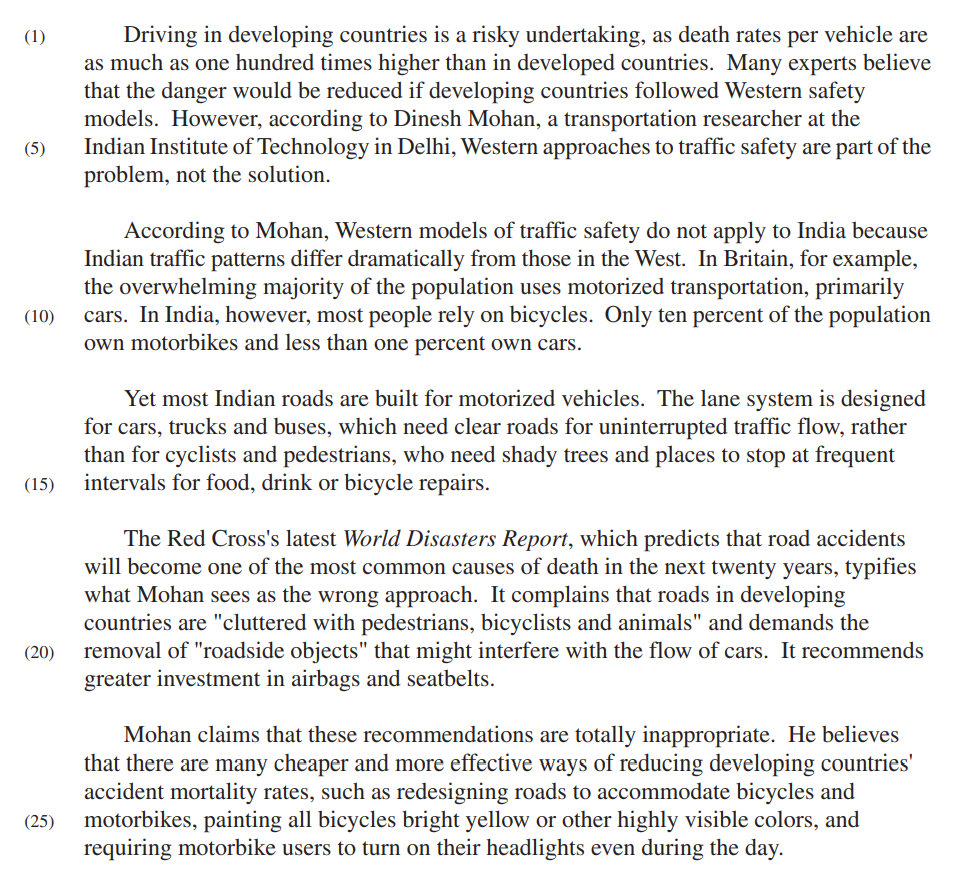 (1) Driving in developing countries is a risky undertaking, as death rates per vehicle are
as much as one hundred times higher than in developed countries. Many experts believe
that the danger would be reduced if developing countries followed Western safety
models. However, according to Dinesh Mohan, a transportation researcher at the
(5) Indian Institute of Technology in Delhi, Western approaches to traffic safety are part of the
problem, not the solution.
According to Mohan, Western models of traffic safety do not apply to India because
Indian traffic patterns differ dramatically from those in the West. In Britain, for example,
the overwhelming majority of the population uses motorized transportation, primarily
(10) cars. In India, however, most people rely on bicycles. Only ten percent of the population
own motorbikes and less than one percent own cars.
Yet most Indian roads are built for motorized vehicles. The lane system is designed
for cars, trucks and buses, which need clear roads for uninterrupted traffic flow, rather
than for cyclists and pedestrians, who need shady trees and places to stop at frequent
(15) intervals for food, drink or bicycle repairs.
The Red Cross's latest World Disasters Report, which predicts that road accidents
will become one of the most common causes of death in the next twenty years, typifies
what Mohan sees as the wrong approach. It complains that roads in developing
countries are "cluttered with pedestrians, bicyclists and animals" and demands the
(20) removal of "roadside objects" that might interfere with the flow of cars. It recommends
greater investment in airbags and seatbelts.
Mohan claims that these recommendations are totally inappropriate. He believes
that there are many cheaper and more effective ways of reducing developing countries'
accident mortality rates, such as redesigning roads to accommodate bicycles and
(25) motorbikes, painting all bicycles bright yellow or other highly visible colors, and
requiring motorbike users to turn on their headlights even during the day.